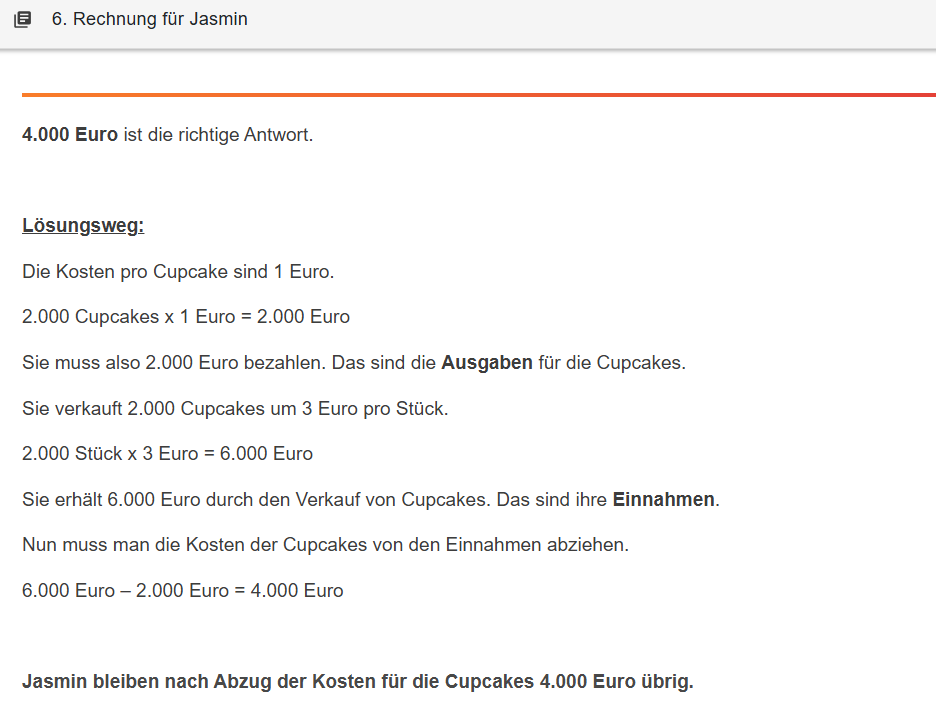 6. Rechnung für Jasmin
4.000 Euro ist die richtige Antwort.
Lösungsweg:
Die Kosten pro Cupcake sind 1 Euro.
2.000 Cupcakes x 1 Euro = 2.000 Euro
Sie muss also 2.000 Euro bezahlen. Das sind die Ausgaben für die Cupcakes.
Sie verkauft 2.000 Cupcakes um 3 Euro pro Stück.
2.000 Stück x 3 Euro = 6.000 Euro
Sie erhält 6.000 Euro durch den Verkauf von Cupcakes. Das sind ihre Einnahmen.
Nun muss man die Kosten der Cupcakes von den Einnahmen abziehen.
6.000 Euro – 2.000 Euro = 4.000 Euro
Jasmin bleiben nach Abzug der Kosten für die Cupcakes 4.000 Euro übrig.